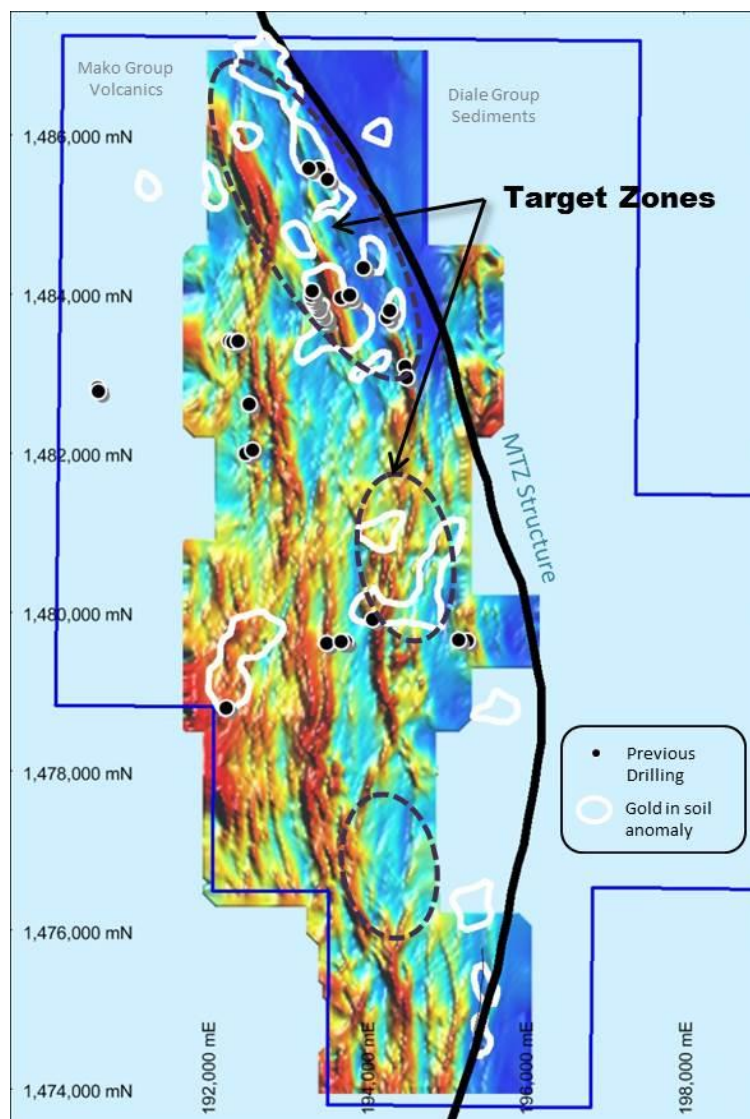 Mako Group
Volcanics
Diale Group
Sediments
1,486,000 mN
Target Zones
1,484,000 mN
1,482,000 mN
MTZ Structure
1,480,000 mN
1,478,000 mN
Previous
Drilling
Gold in soil
anomaly
1,476,000 mN
1,474,000 mN
192,000 mE
194,000 mE
196,000 mE
198,000 mE